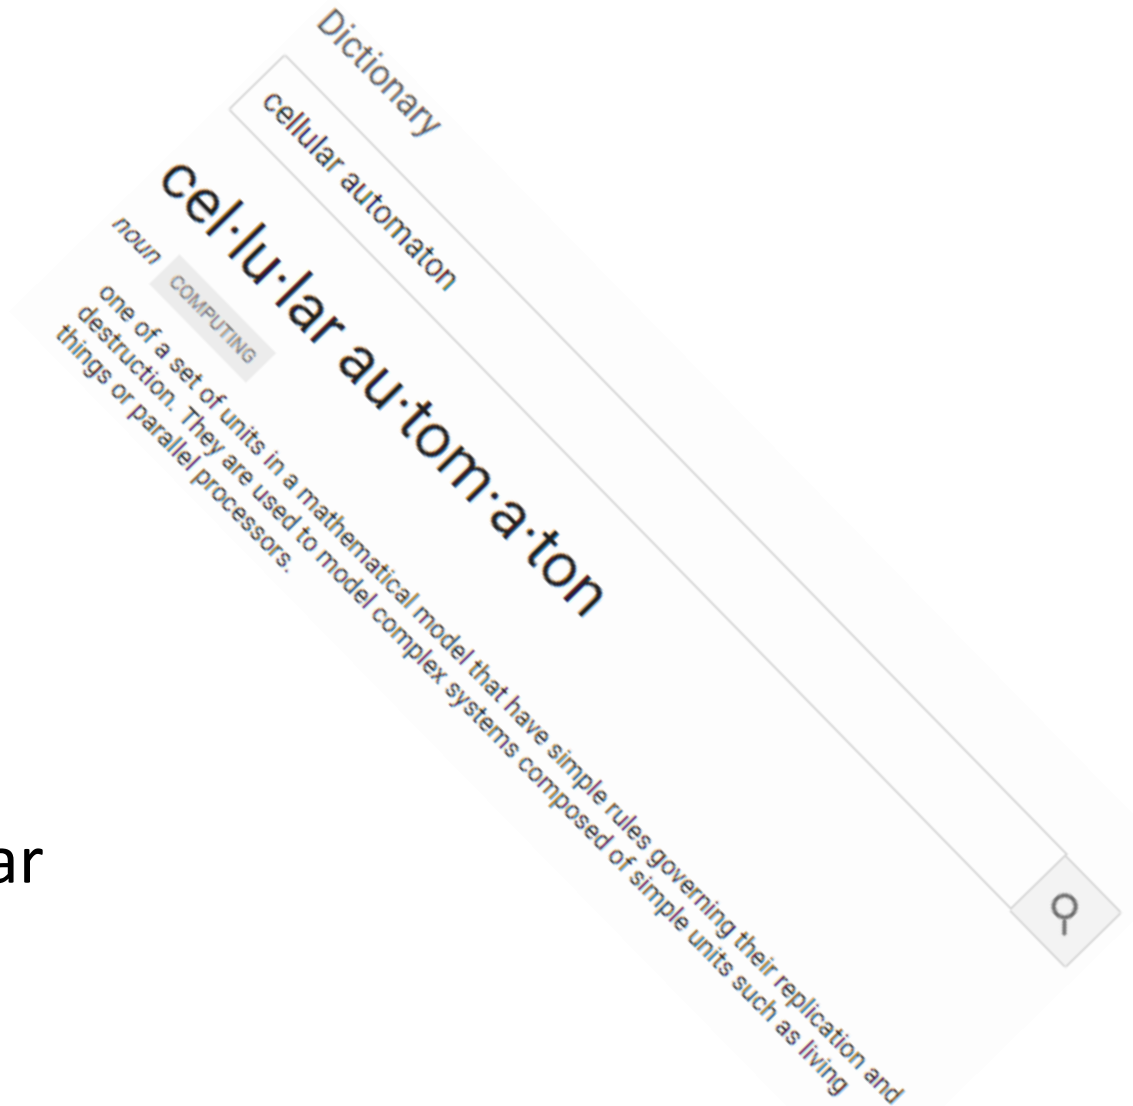 Dictionary
cellular automaton
cel·lu·lar au·tom·a·ton
noun COMPUTING
one of a set of units in a mathematical model that have simple rules governing their replication and
destruction. They are used to model complex systems composed of simple units such as living
things or parallel processors.
ar